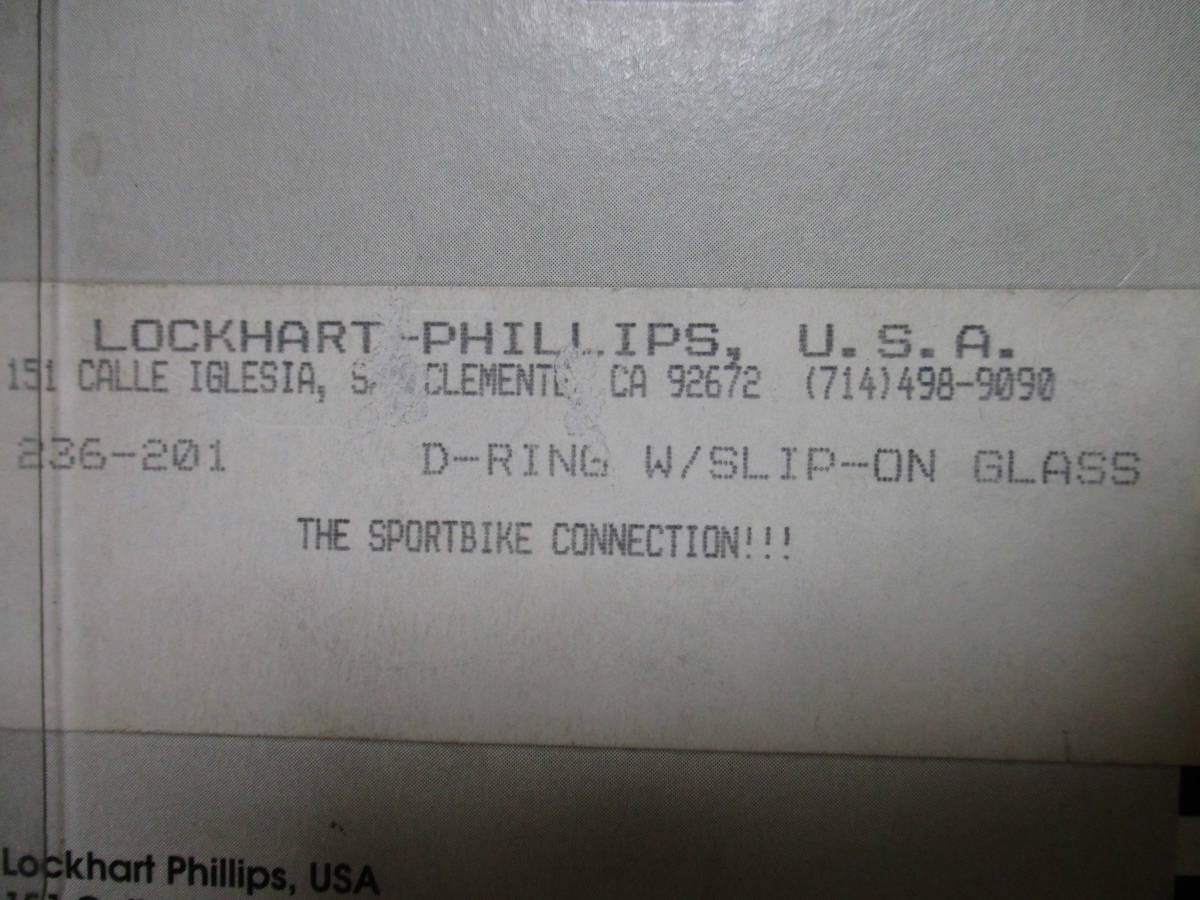 LOCKHART-PHILLIPS, U.S.A.
151 CALLE IGLESIA, CLEMENTE CA 92672 (714)498-9090
236-201 D-RING W/SLIP-ON GLASS
THE SPORTBIKE CONNECTION!!!
Lockhart Phillips, USA